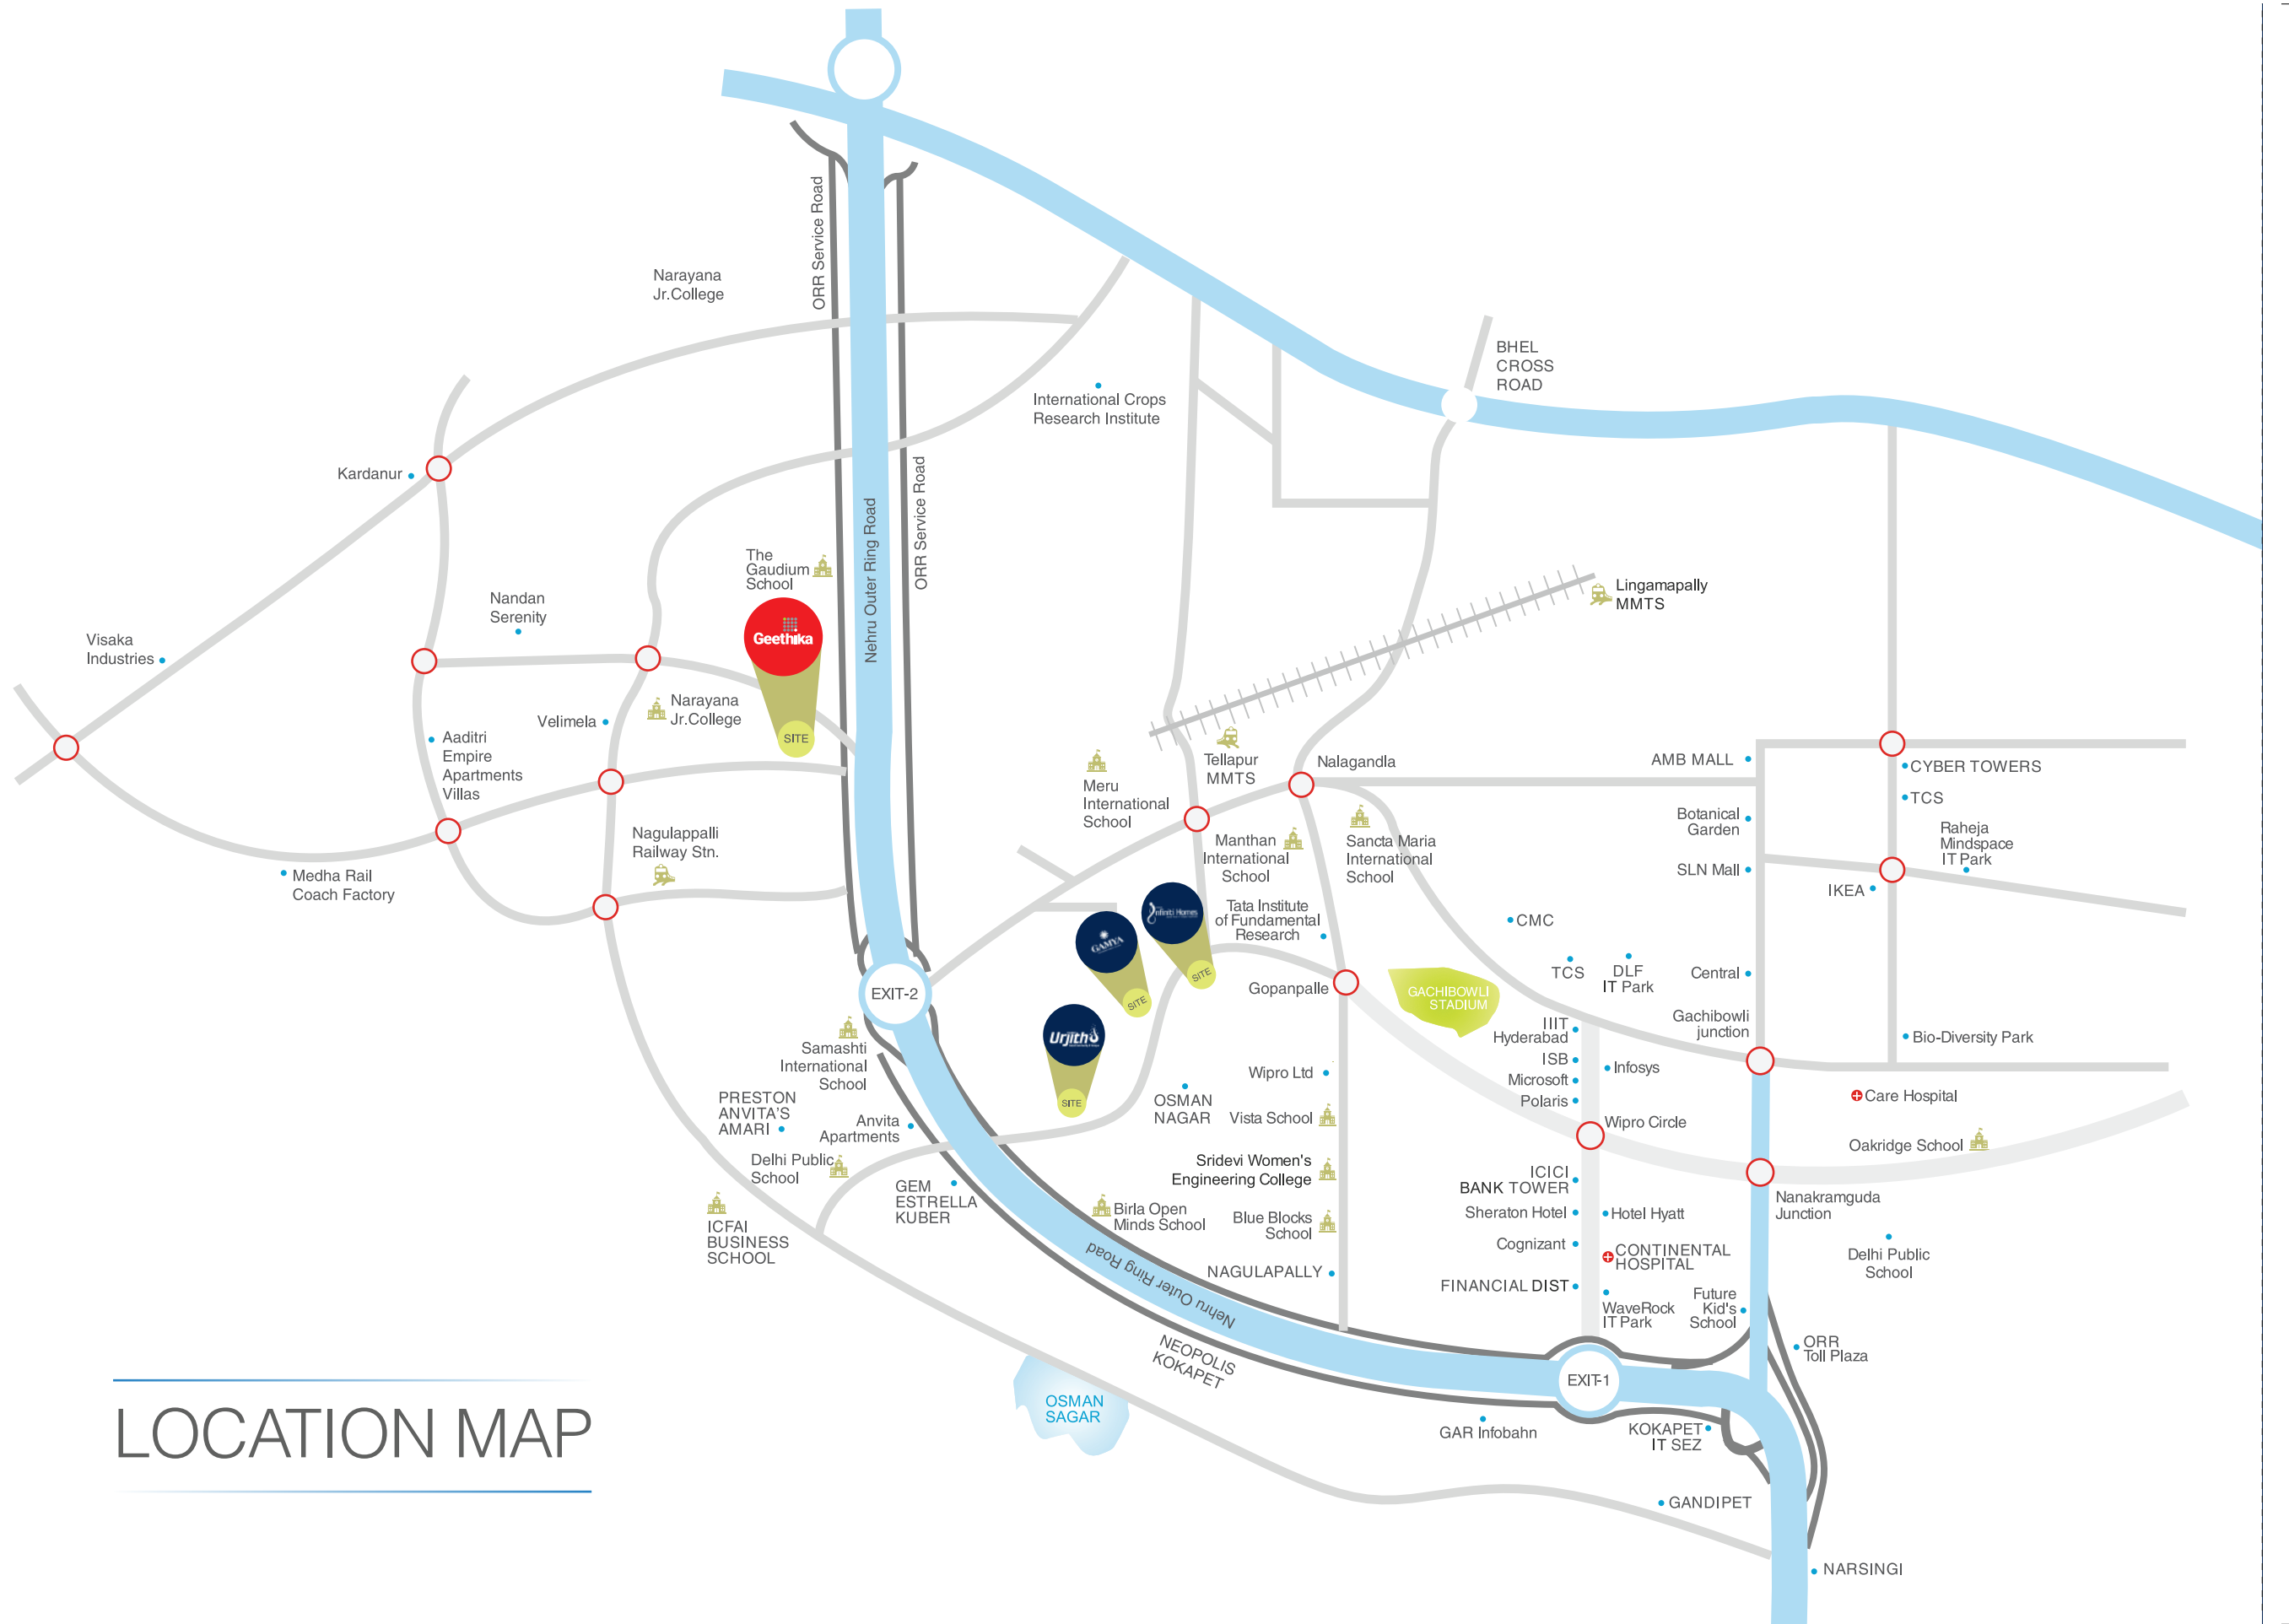 ORR Service Road
Narayana
Jr.College
BHEL
CROSS
ROAD
International Crops
Research Institute
Kardanur
ORR Service Road
Nehru Outer Ring Road
The
Gaudium
School
Geethika
SITE
Nandan
Serenity
Lingamapally
MMTS
Visaka
Industries
Narayana
Jr.College
Velimela
Aaditri
Empire
Apartments
Villas
Tellapur
MMTS
Nalagandla
AMB MALL
CYBER TOWERS
Meru
International
School
TCS
Botanical
Garden
Raheja
Mindspace
IT Park
Nagulappalli
Railway Stn.
Manthan
International
School
Sancta Maria
International
School
SLN Mall
IKEA
Medha Rail
Coach Factory
Infiniti Homes
SITE
GAMYA
SITE
Tata Institute
of Fundamental
Research
CMC
TCS
DLF
IT Park
Central
EXIT-2
Gopanpalle
GACHIBOWLI
STADIUM
Gachibowli
junction
Urjith
SITE
IIIT
Hyderabad
Bio-Diversity Park
Samashti
International
School
ISB
Infosys
Wipro Ltd
Microsoft
Polaris
Care Hospital
PRESTON
ANVITA'S
AMARI
OSMAN
NAGAR
Vista School
Wipro Circle
Anvita
Apartments
Oakridge School
Delhi Public
School
Sridevi Women's
Engineering College
ICICI
BANK TOWER
GEM
ESTRELLA
KUBER
Nanakramguda
Junction
Birla Open
Minds School
Blue Blocks
School
Sheraton Hotel
Hotel Hyatt
ICFAI
BUSINESS
SCHOOL
Cognizant
CONTINENTAL
HOSPITAL
Delhi Public
School
Nehru Outer Ring Road
NAGULAPALLY
FINANCIAL DIST
WaveRock
IT Park
Future
Kid's
School
ORR
Toll Plaza
NEOPOLIS
KOKAPET
EXIT-1
OSMAN
SAGAR
GAR Infobahn
KOKAPET
IT SEZ
LOCATION MAP
GANDIPET
NARSINGI